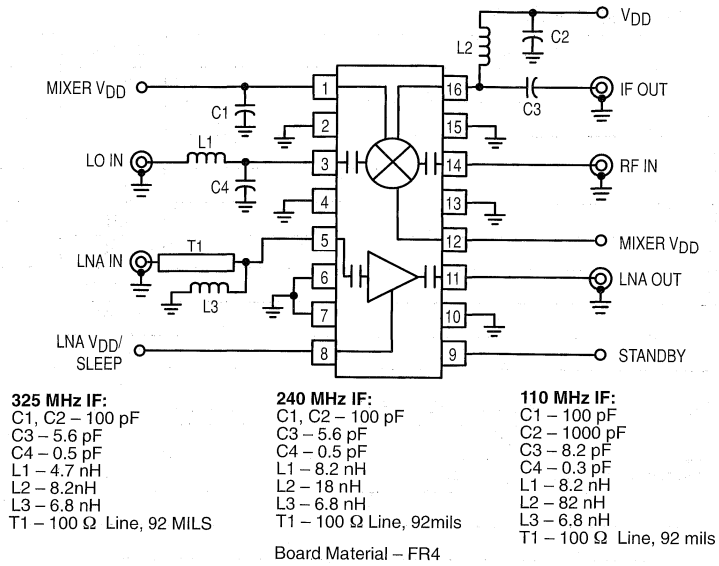 V_DD
L2
C2
MIXER V_DD
1
16
IF OUT
C1
C3
2
15
L1
LO IN
3
14
RF IN
C4
4
13
T1
5
12
MIXER V_DD
LNA IN
6
11
LNA OUT
L3
7
10
LNA V_DD/
SLEEP
8
9
STANDBY
325 MHz IF:
C1, C2 – 100 pF
C3 – 5.6 pF
C4 – 0.5 pF
L1 – 4.7 nH
L2 – 8.2nH
L3 – 6.8 nH
T1 – 100 Ω Line, 92 MILS
240 MHz IF:
C1, C2 – 100 pF
C3 – 5.6 pF
C4 – 0.5 pF
L1 – 8.2 nH
L2 – 18 nH
L3 – 6.8 nH
T1 – 100 Ω Line, 92mils
110 MHz IF:
C1 – 100 pF
C2 – 1000 pF
C3 – 8.2 pF
C4 – 0.3 pF
L1 – 8.2 nH
L2 – 82 nH
L3 – 6.8 nH
T1 – 100 Ω Line, 92 mils
Board Material – FR4